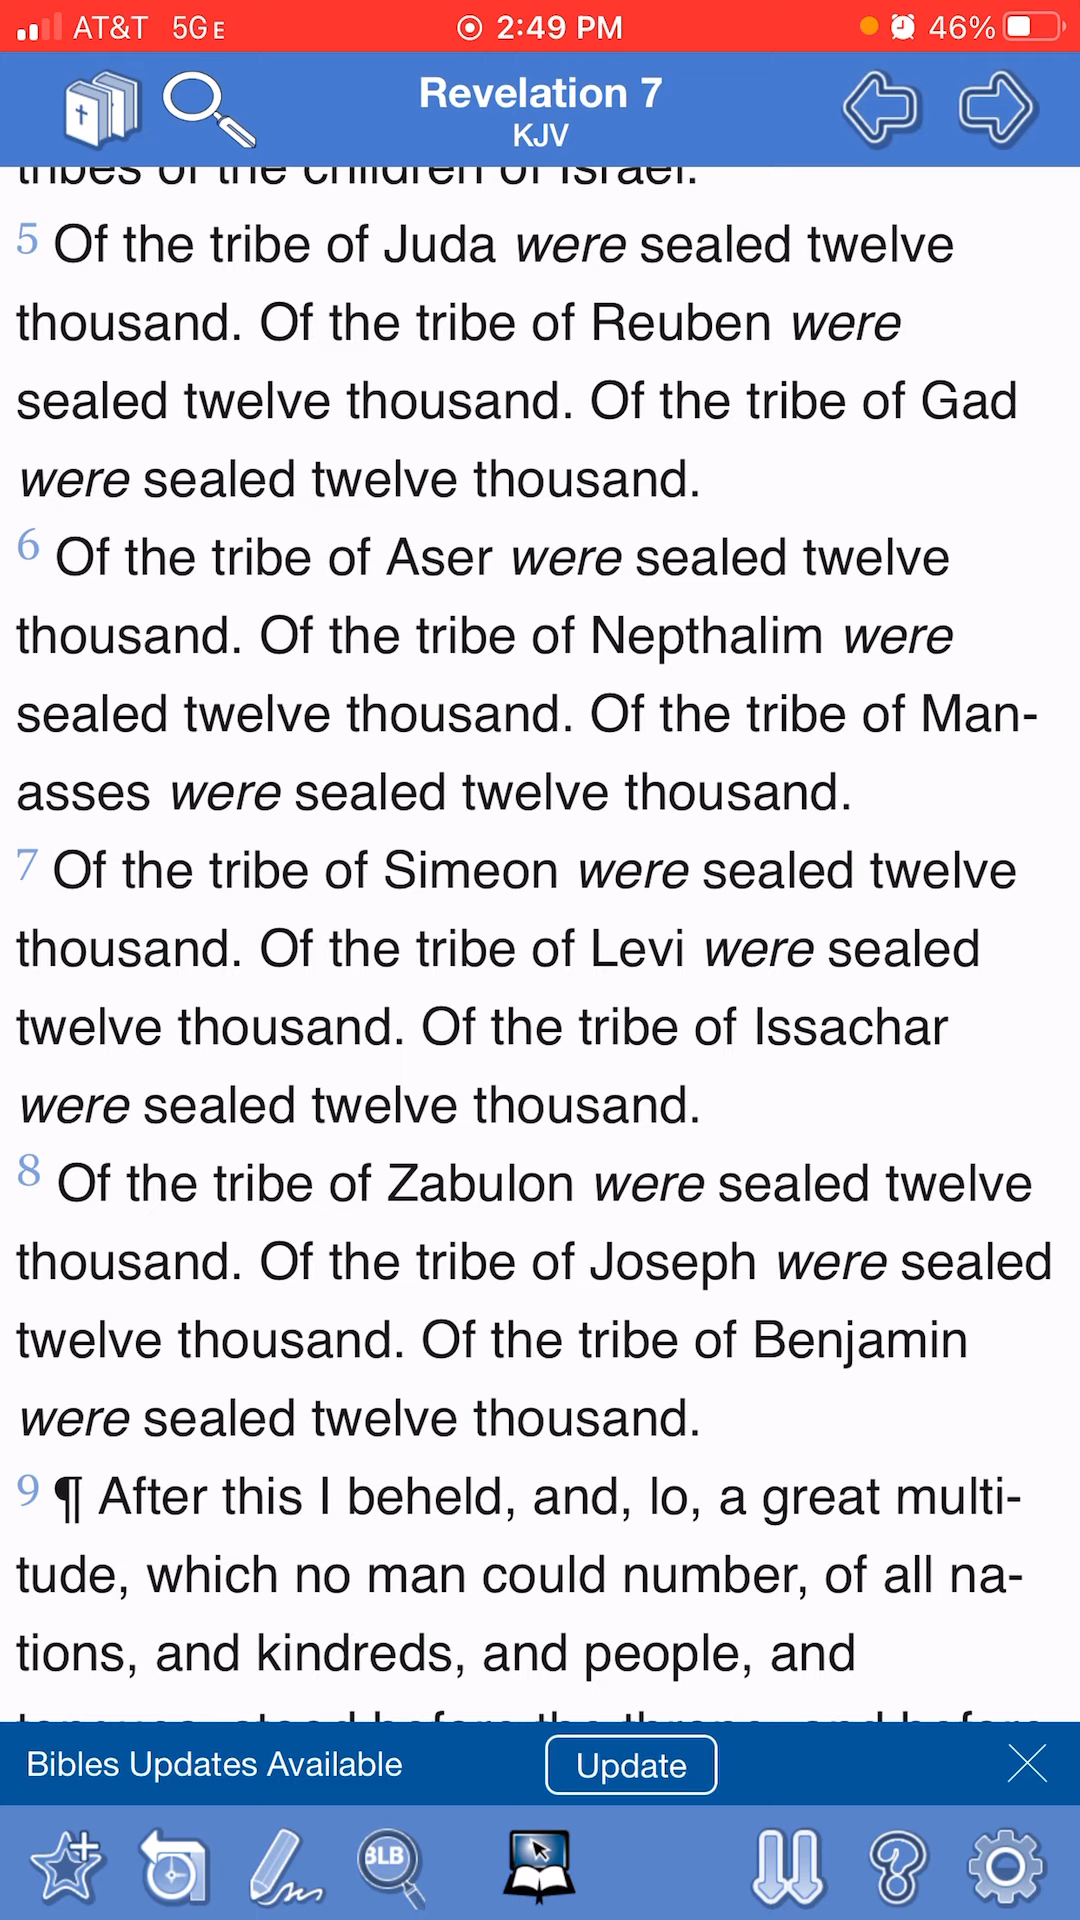 AT&T 5GE 2:49 PM 46%
Revelation 7
KJV
tribes of the children of Israel.
5 Of the tribe of Juda were sealed twelve
thousand. Of the tribe of Reuben were
sealed twelve thousand. Of the tribe of Gad
were sealed twelve thousand.
6 Of the tribe of Aser were sealed twelve
thousand. Of the tribe of Nepthalim were
sealed twelve thousand. Of the tribe of Man-
asses were sealed twelve thousand.
7 Of the tribe of Simeon were sealed twelve
thousand. Of the tribe of Levi were sealed
twelve thousand. Of the tribe of Issachar
were sealed twelve thousand.
8 Of the tribe of Zabulon were sealed twelve
thousand. Of the tribe of Joseph were sealed
twelve thousand. Of the tribe of Benjamin
were sealed twelve thousand.
9 ¶ After this I beheld, and, lo, a great multi-
tude, which no man could number, of all na-
tions, and kindreds, and people, and
Bibles Updates Available Update
BLB